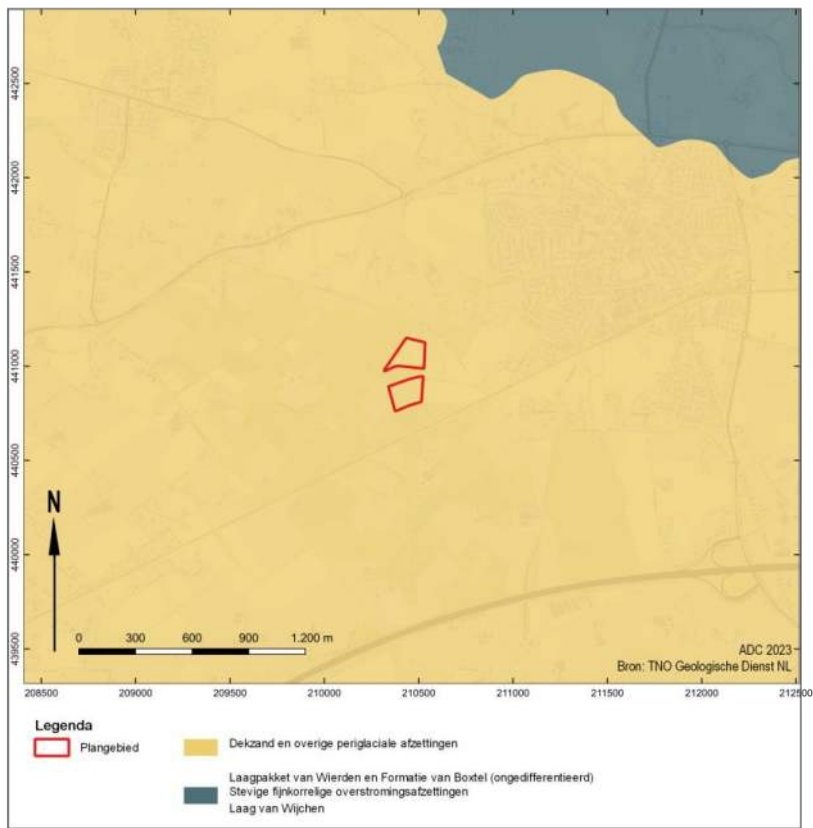 442500
442000
441500
441000
440500
440000
439500
N
0 300 600 900 1.200 m
ADC 2023
Bron: TNO Geologische Dienst NL
208500 209000 209500 210000 210500 211000 211500 212000 212500
Legenda
Plangebied
Dekzand en overige periglaciale afzettingen
Laagpakket van Wierden en Formatie van Boxtel (ongedifferentieerd)
Stevige fijnkorrelige overstromingsafzettingen
Laag van Wijchen